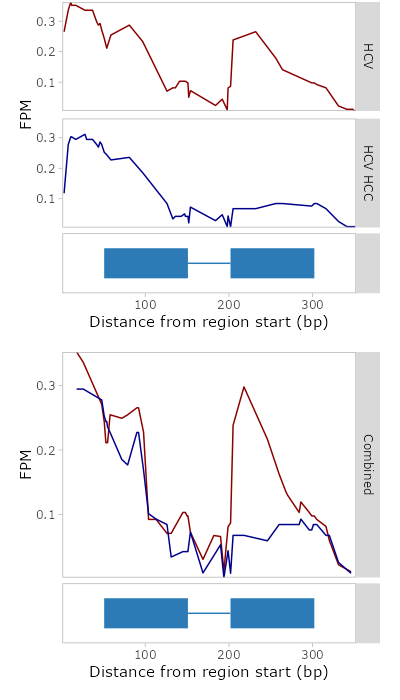 0.3
0.2
0.1
HCV
FPM
0.3
0.2
0.1
HCV HCC
100 200 300
Distance from region start (bp)
0.3
0.2
0.1
FPM
Combined
100 200 300
Distance from region start (bp)